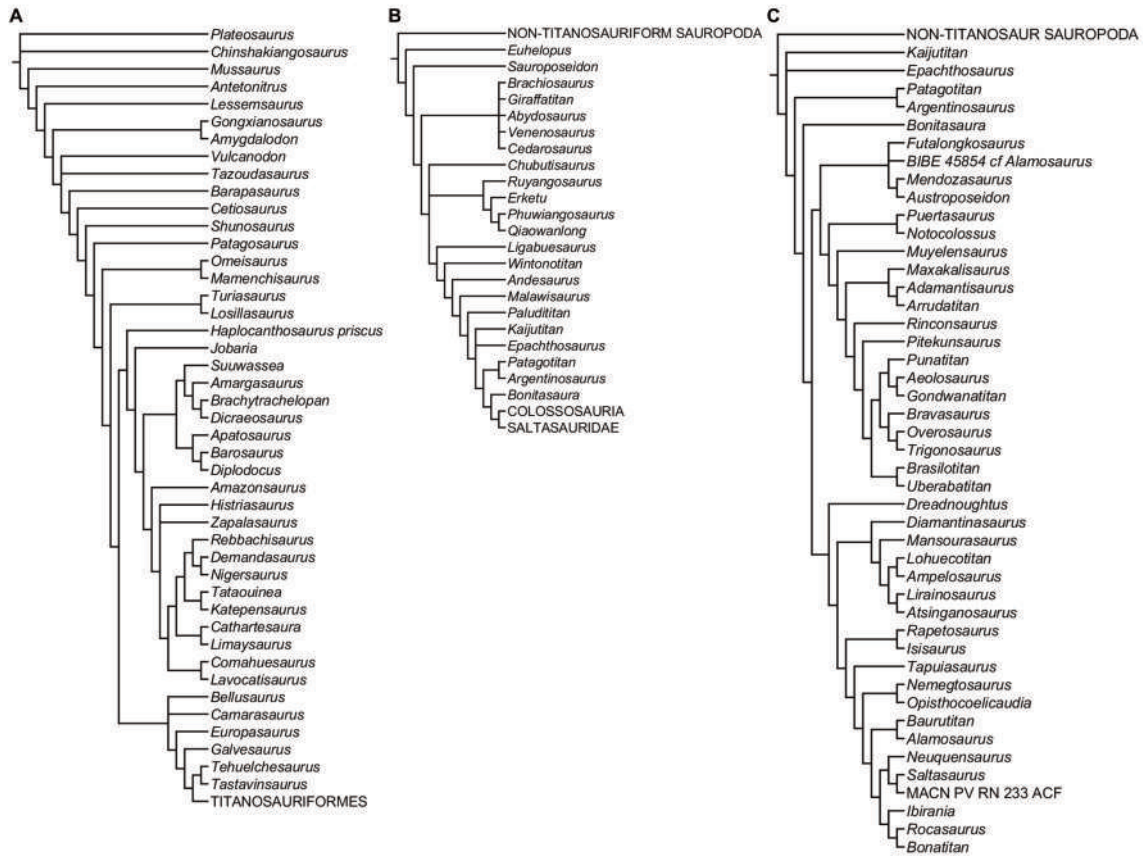 A
Plateosaurus
Chinshakiangosaurus
Mussaurus
Antetonitrus
Lessemsaurus
Gongxianosaurus
Amygdalodon
Vulcanodon
Tazoudasaurus
Barapasaurus
Cetiosaurus
Shunosaurus
Patagosaurus
Omeisaurus
Mamenchisaurus
Turiasaurus
Losillasaurus
Haplocanthosaurus priscus
Jobaria
Suuwassea
Amargasaurus
Brachytrachelopan
Dicraeosaurus
Apatosaurus
Barosaurus
Diplodocus
Amazonsaurus
Histriasaurus
Zapalasaurus
Rebbachisaurus
Demandasaurus
Nigersaurus
Tataouinea
Katepensaurus
Cathartesaura
Limaysaurus
Comahuesaurus
Lavocatisaurus
Bellusaurus
Camarasaurus
Europasaurus
Galvesaurus
Tehuelchesaurus
Tastavinsaurus
TITANOSAURIFORMES
B
NON-TITANOSAURIFORM SAUROPODA
Euhelopus
Sauroposeidon
Brachiosaurus
Giraffatitan
Abydosaurus
Venenosaurus
Cedarosaurus
Chubutisaurus
Ruyangosaurus
Erketu
Phuwiangosaurus
Qiaowanlong
Ligabuesaurus
Wintonotitan
Andesaurus
Malawisaurus
Paludititan
Kaijutitan
Epachthosaurus
Patagotitan
Argentinosaurus
Bonitasaura
COLOSSOSAURIA
SALTASAURIDAE
C
NON-TITANOSAUR SAUROPODA
Kaijutitan
Epachthosaurus
Patagotitan
Argentinosaurus
Bonitasaura
Futalongkosaurus
BIBE 45854 cf Alamosaurus
Mendozasaurus
Austroposeidon
Puertasaurus
Notocolossus
Muyelensaurus
Maxakalisaurus
Adamantisaurus
Arrudatitan
Rinconsaurus
Pitekunsaurus
Punatitan
Aeolosaurus
Gondwanatitan
Bravasaurus
Overosaurus
Trigonosaurus
Brasilotitan
Uberabatitan
Dreadnoughtus
Diamantinasaurus
Mansourasaurus
Lohuecotitan
Ampelosaurus
Lirainosaurus
Atsinganosaurus
Rapetosaurus
Isisaurus
Tapuiasaurus
Nemegtosaurus
Opisthocoelicaudia
Baurutitan
Alamosaurus
Neuquensaurus
Saltasaurus
MACN PV RN 233 ACF
Ibirania
Rocasaurus
Bonatitan